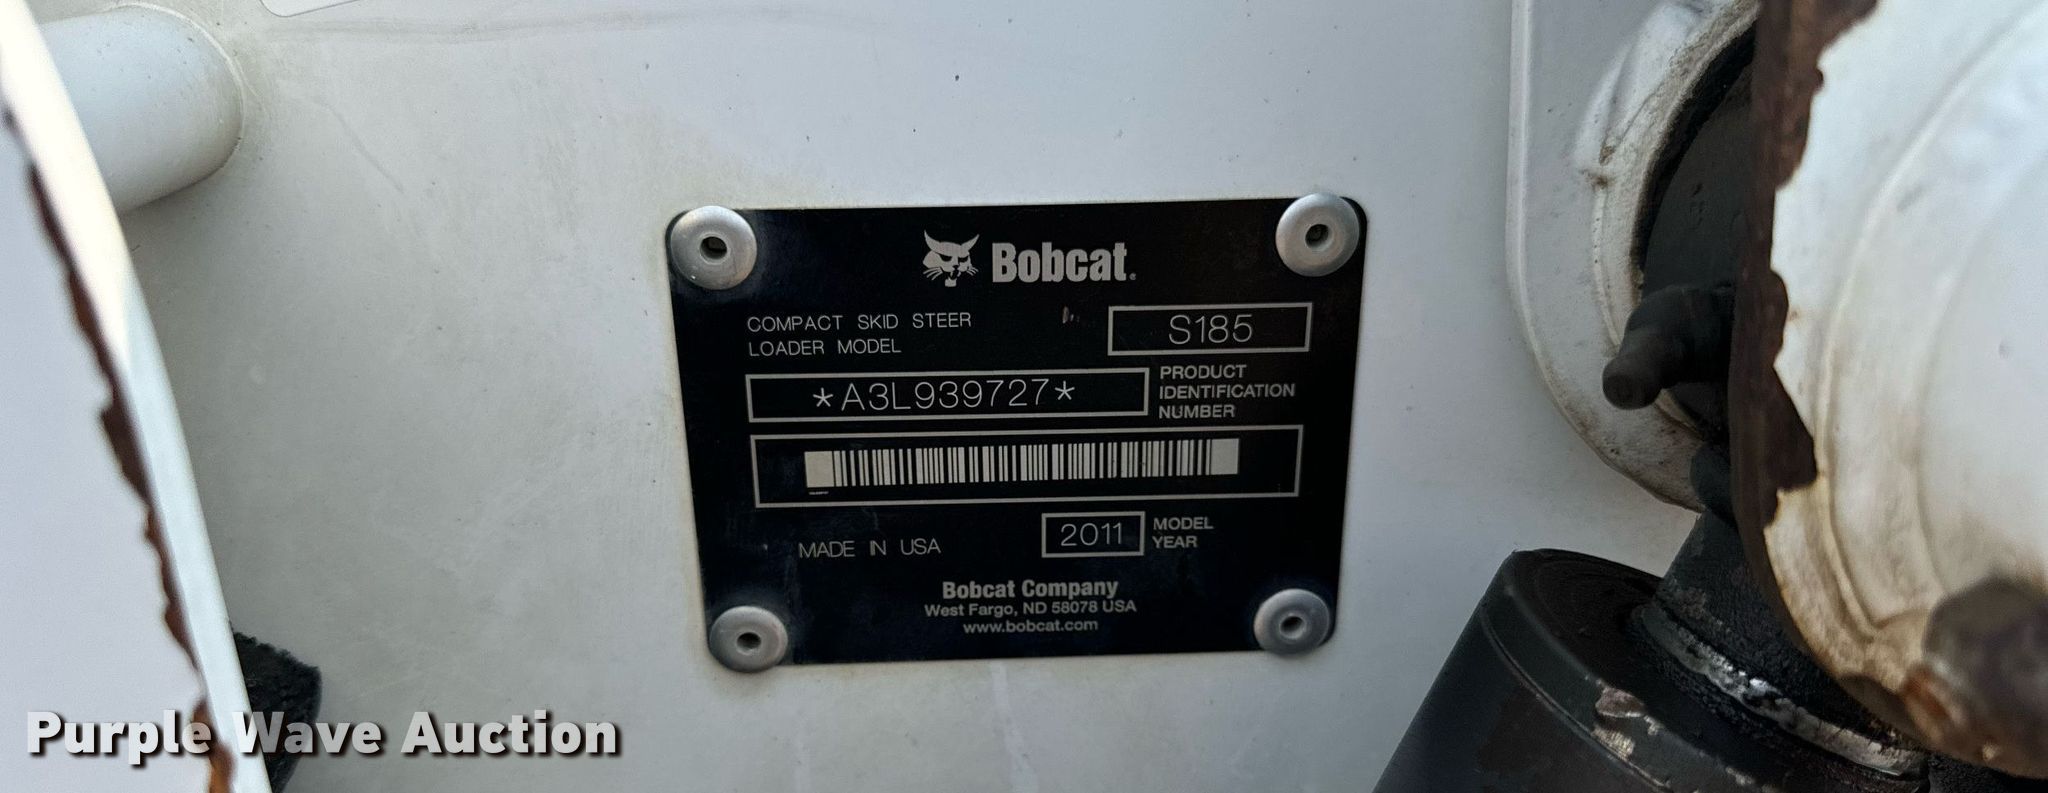 Bobcat.
COMPACT SKID STEER
LOADER MODEL
S185
*A3L939727*
PRODUCT
IDENTIFICATION
NUMBER
MADE IN USA
2011
MODEL
YEAR
Bobcat Company
West Fargo, ND 58078 USA
www.bobcat.com
Purple Wave Auction